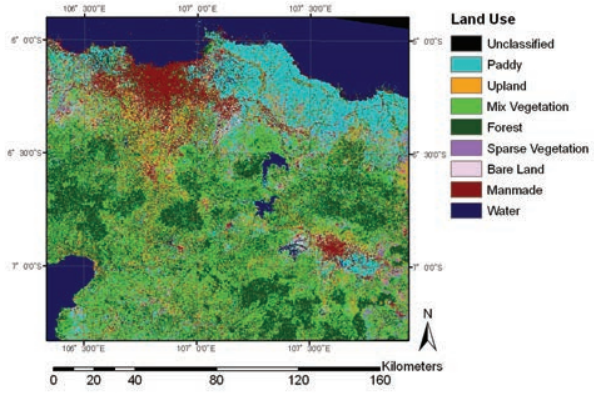 106° 30'0"E
107° 0'0"E
107° 30'0"E
Land Use
6° 0'0"S
6° 0'0"S
Unclassified
Paddy
Upland
Mix Vegetation
Forest
6° 30'0"S
6° 30'0"S
Sparse Vegetation
Bare Land
Manmade
Water
7° 0'0"S
7° 0'0"S
N
106° 30'0"E
107° 0'0"E
107° 30'0"E
Kilometers
0 10 20 40 80 120 160